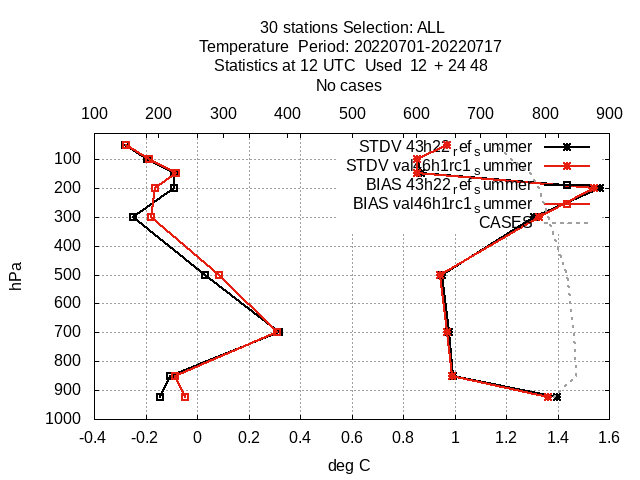 30 stations Selection: ALL
Temperature Period: 20220701-20220717
Statistics at 12 UTC Used 12 + 24 48
No cases
100 200 300 400 500 600 700 800 900
STDV 43h22_ref_summer
STDV val46h1rc1_summer
BIAS 43h22_ref_summer
BIAS val46h1rc1_summer
CASES
100
200
300
400
500
600
700
800
900
1000
hPa
-0.4 -0.2 0 0.2 0.4 0.6 0.8 1 1.2 1.4 1.6
deg C